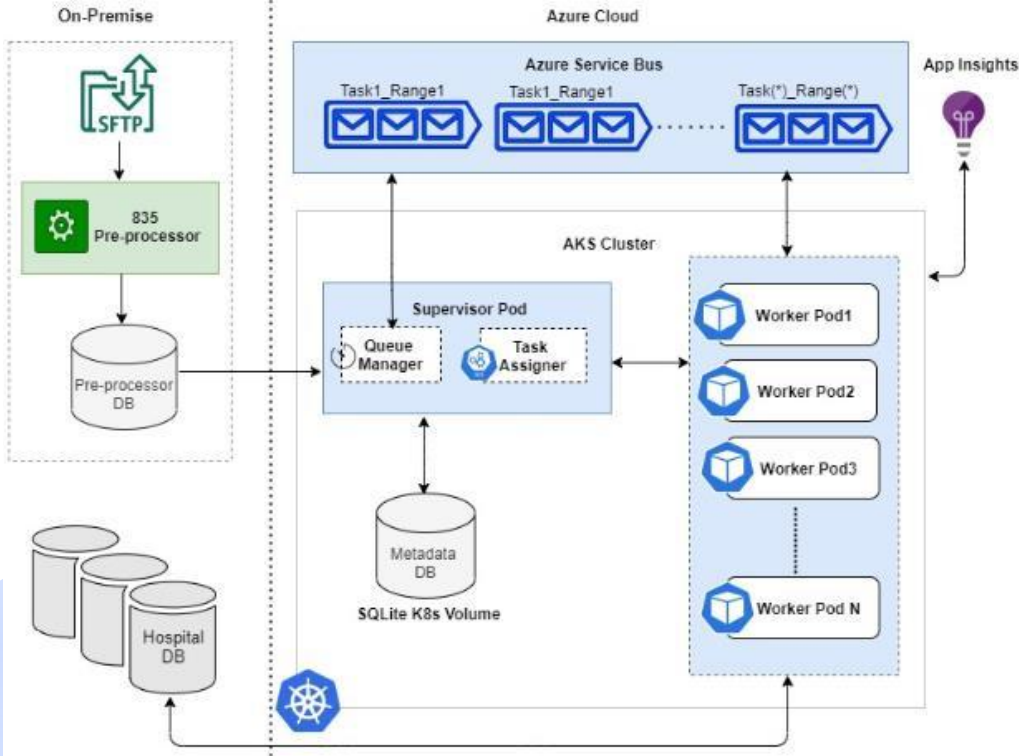 On-Premise
Azure Cloud
SFTP
835
Pre-processor
Pre-processor
DB
Hospital
DB
Azure Service Bus
Task1_Range1
Task1_Range1
Task(*)_Range(*)
App Insights
AKS Cluster
Supervisor Pod
Queue
Manager
Task
Assigner
Metadata
DB
SQLite K8s Volume
Worker Pod1
Worker Pod2
Worker Pod3
Worker Pod N